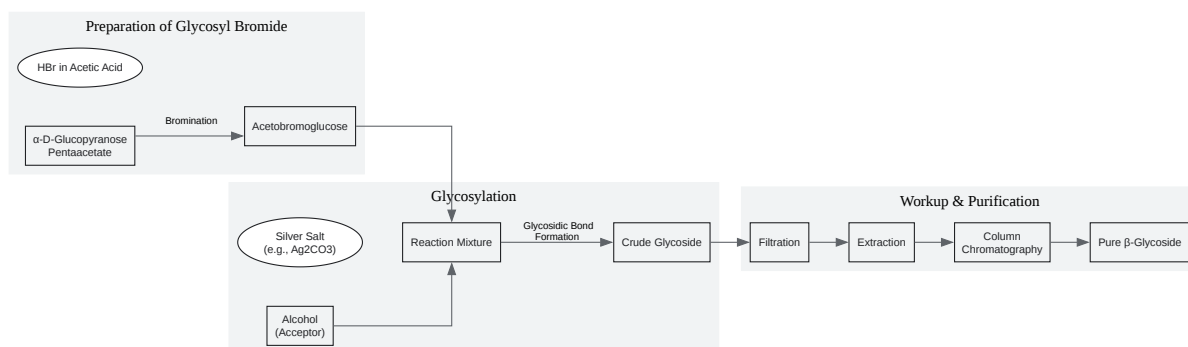 Preparation of Glycosyl Bromide
HBr in Acetic Acid
α-D-Glucopyranose
Pentaacetate
Bromination
Acetobromoglucose
Glycosylation
Silver Salt
(e.g., Ag2CO3)
Alcohol
(Acceptor)
Reaction Mixture
Glycosidic Bond
Formation
Crude Glycoside
Workup & Purification
Filtration
Extraction
Column
Chromatography
Pure β-Glycoside